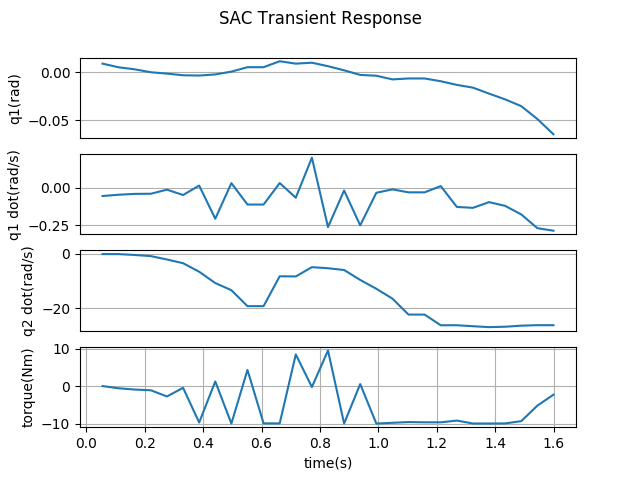 SAC Transient Response
0.00
−0.05
q1(rad)
0.00
−0.25
q1 dot(rad/s)
0
−20
q2 dot(rad/s)
10
0
−10
torque(Nm)
0.0 0.2 0.4 0.6 0.8 1.0 1.2 1.4 1.6
time(s)